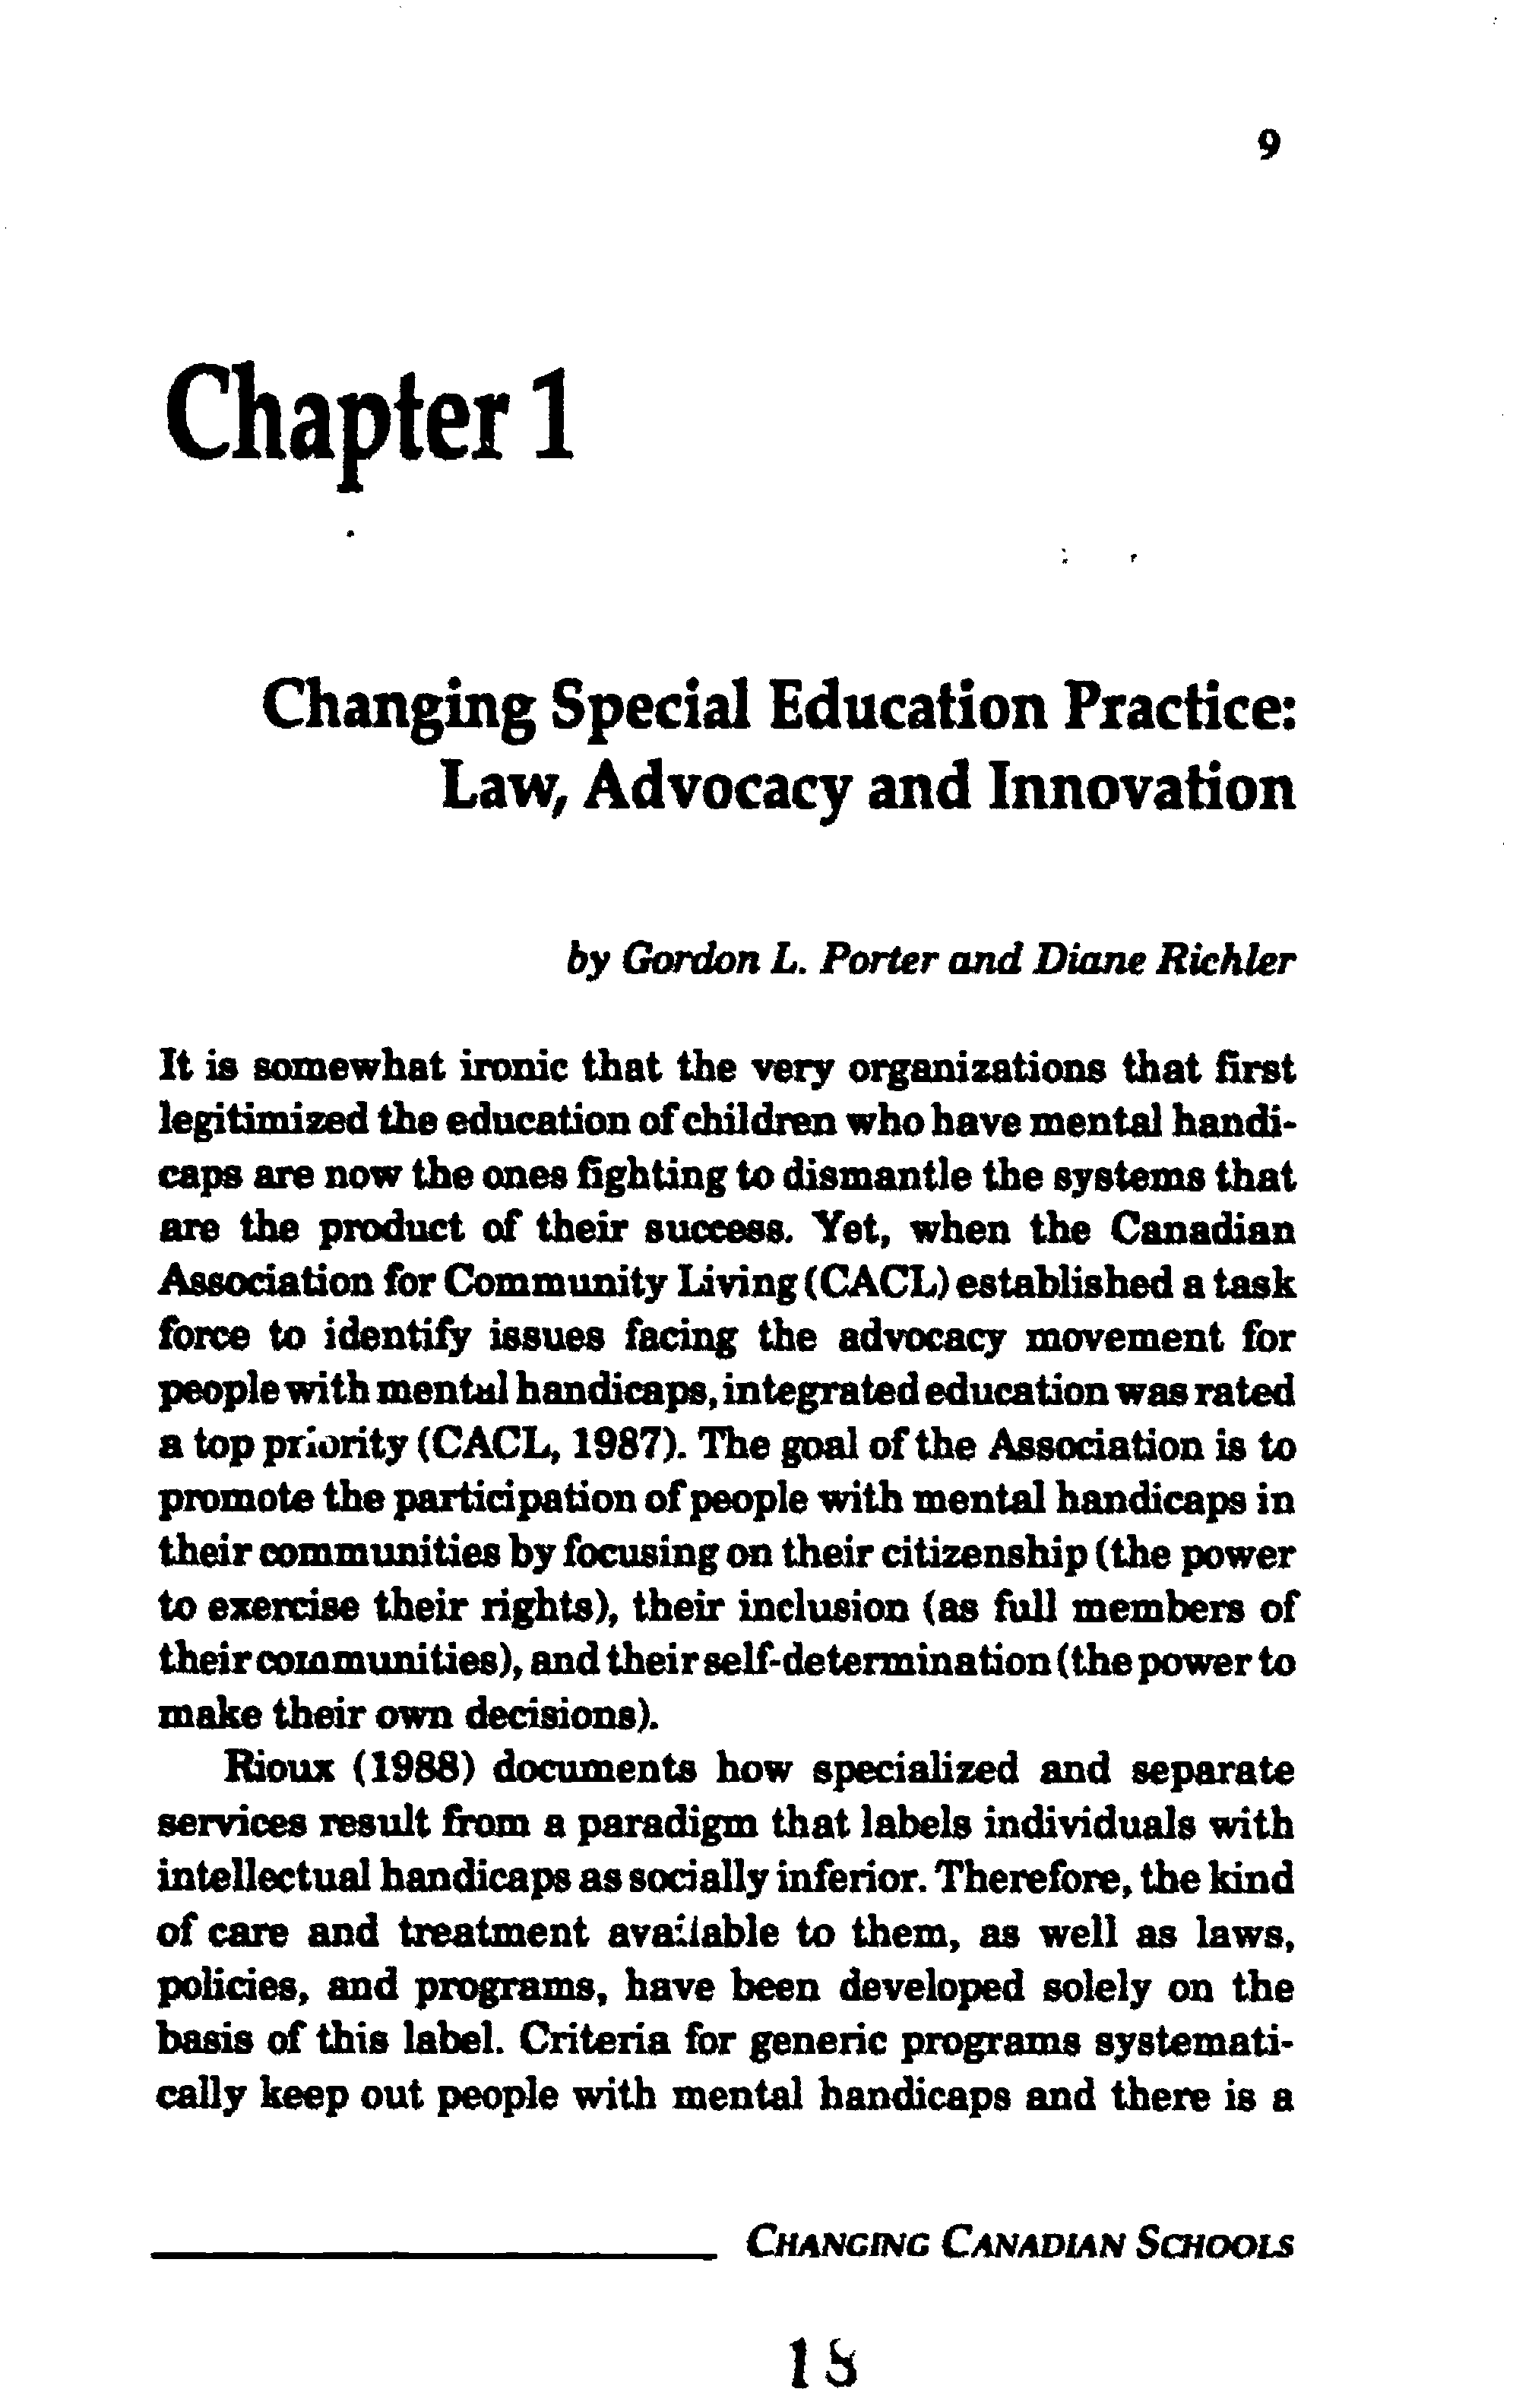 9
Chapter 1
Changing Special Education Practice:
Law, Advocacy and Innovation
by Gordon L. Porter and Diane Richler
It is somewhat ironic that the very organizations that first
legitimized the education of children who have mental handi-
caps are now the ones fighting to dismantle the systems that
are the product of their success. Yet, when the Canadian
Association for Community Living (CACL) established a task
force to identify issues facing the advocacy movement for
people with mental handicaps, integrated education was rated
a top priority (CACL, 1987). The goal of the Association is to
promote the participation of people with mental handicaps in
their communities by focusing on their citizenship (the power
to exercise their rights), their inclusion (as full members of
their communities), and their self-determination (the power to
make their own decisions).
Rioux (1988) documents how specialized and separate
services result from a paradigm that labels individuals with
intellectual handicaps as socially inferior. Therefore, the kind
of care and treatment available to them, as well as laws,
policies, and programs, have been developed solely on the
basis of this label. Criteria for generic programs systemati-
cally keep out people with mental handicaps and there is a
CHANGING CANADIAN SCHOOLS
18